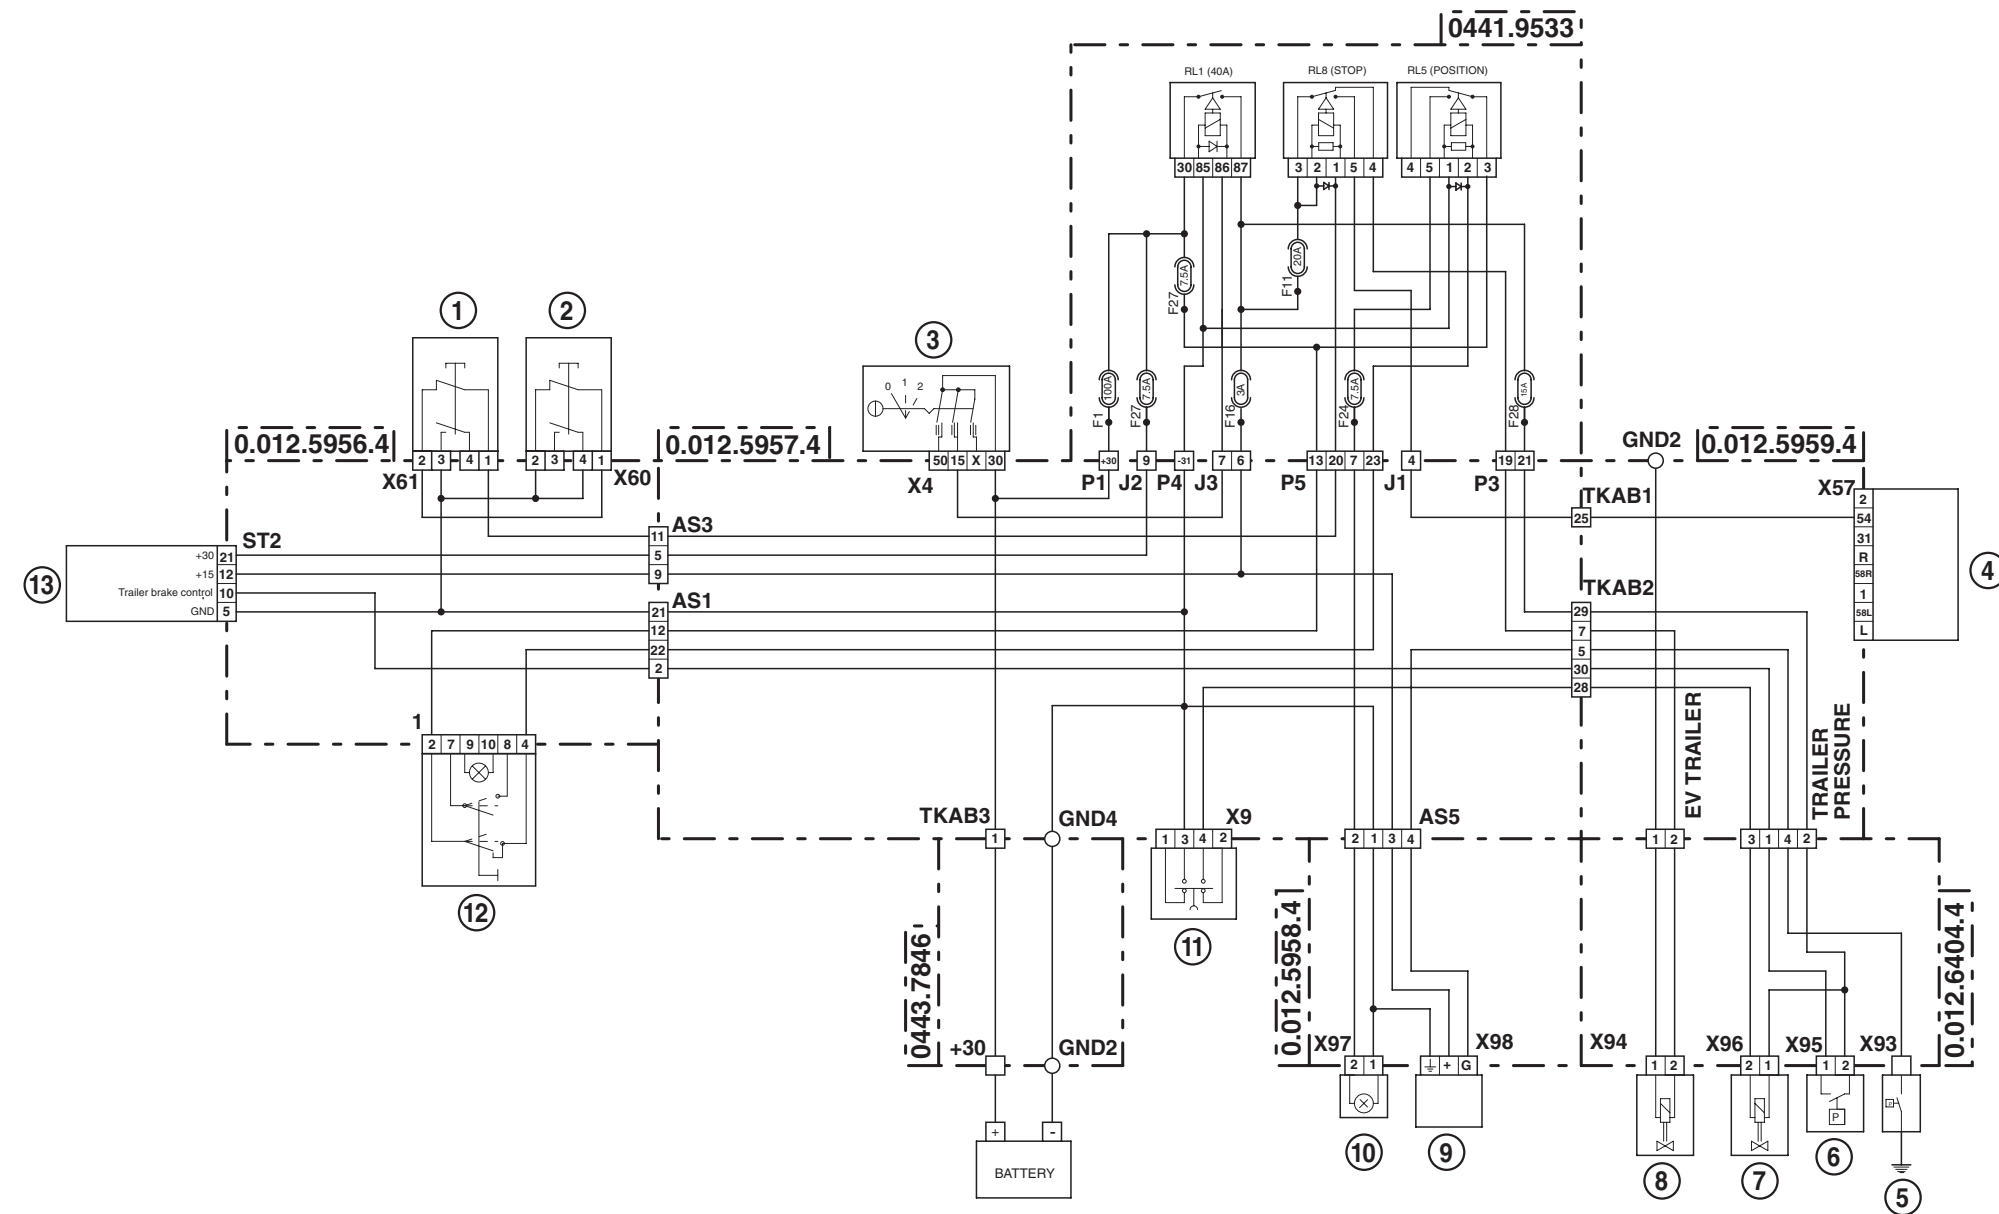 0441.9533
RL1 (40A)
RL8 (STOP)
RL5 (POSITION)
30 85 86 87
3 2 1 5 4
4 5 1 2 3
7.5A
F27
20A
F11
1
2
3
0 1 2
100A
F1
7.5A
F27
3A
F16
7.5A
F24
15A
F28
0.012.5956.4
0.012.5957.4
GND2
0.012.5959.4
2 3 4 1
2 3 4 1
50 15 X 30
+30
9
-31
7 6
13 20 7 23
4
19 21
X61
X60
X4
P1
J2
P4
J3
P5
J1
P3
TKAB1
25
X57
2
54
31
R
58R
1
58L
L
4
AS3
11
5
9
ST2
13
+30 21
+15 12
Trailer brake control 10
GND 5
AS1
21
12
22
2
TKAB2
29
7
5
30
28
EV TRAILER
TRAILER
PRESSURE
1
2 7 9 10 8 4
12
TKAB3
1
GND4
X9
1 3 4 2
11
AS5
2 1 3 4
1 2
3 1 4 2
0443.7846
0.012.5958.4
0.012.6404.4
+30
GND2
X97
2 1
X98
+ G
X94
1 2
X96
2 1
X95
1 2
X93
P
P
+ -
BATTERY
10
9
8
7
6
5